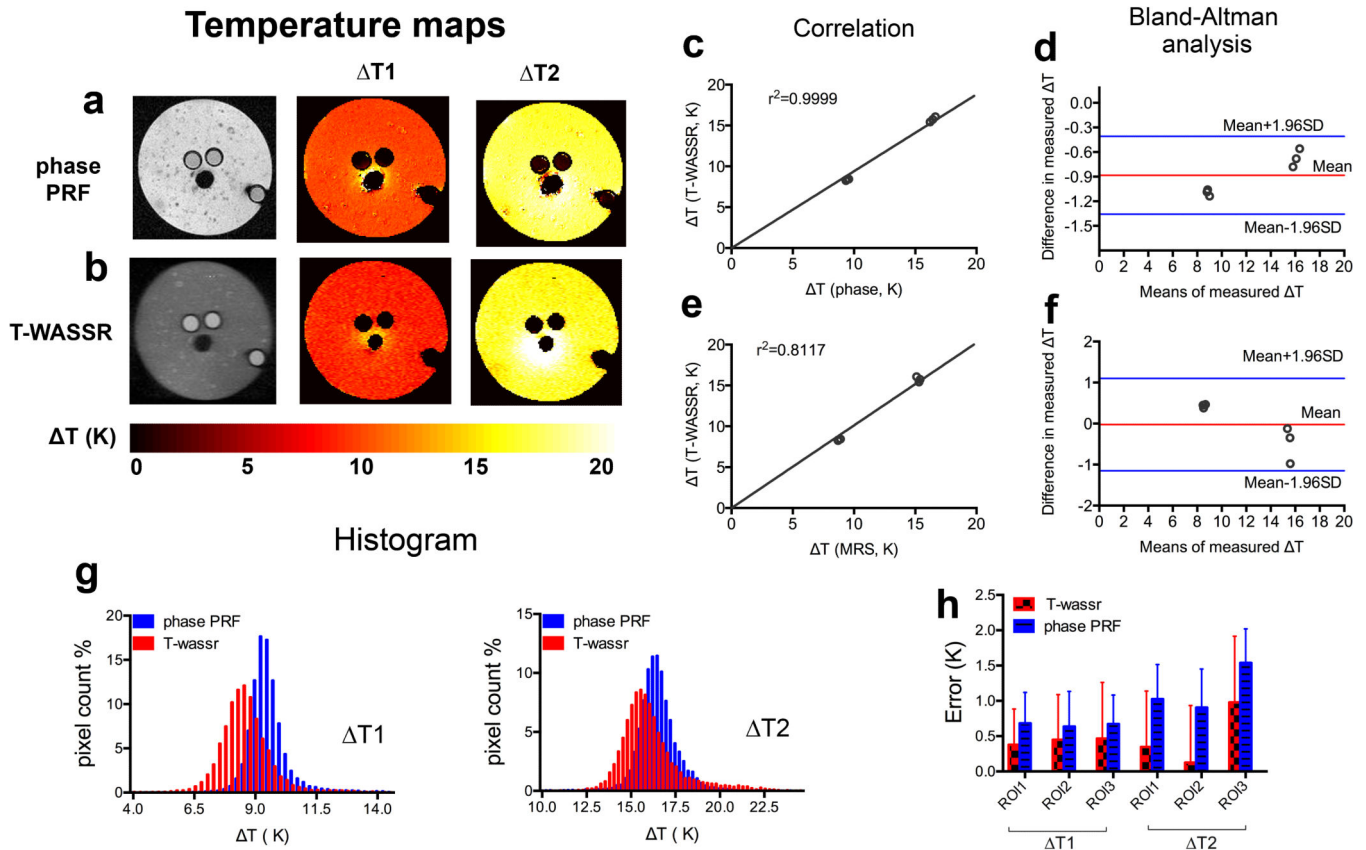 Temperature maps
ΔT1
ΔT2
a
phase
PRF
b
T-WASSR
ΔT (K)
0 5 10 15 20
Correlation
c
r²=0.9999
ΔT (T-WASSR, K)
20
15
10
5
0
0 5 10 15 20
ΔT (phase, K)
Bland-Altman
analysis
d
Difference in measured ΔT
0.0
-0.3
-0.6
-0.9
-1.2
-1.5
Mean+1.96SD
Mean
Mean-1.96SD
0 2 4 6 8 10 12 14 16 18 20
Means of measured ΔT
e
r²=0.8117
ΔT (T-WASSR, K)
20
15
10
5
0
0 5 10 15 20
ΔT (MRS, K)
f
Difference in measured ΔT
2
1
0
-1
-2
Mean+1.96SD
Mean
Mean-1.96SD
0 2 4 6 8 10 12 14 16 18 20
Means of measured ΔT
Histogram
g
pixel count %
20
15
10
5
0
phase PRF
T-wassr
ΔT1
4.0 6.5 9.0 11.5 14.0
ΔT ( K)
pixel count %
15
10
5
0
phase PRF
T-wassr
ΔT2
10.0 12.5 15.0 17.5 20.0 22.5
ΔT ( K)
h
Error (K)
2.5
2.0
1.5
1.0
0.5
0.0
T-wassr
phase PRF
ROI1 ROI2 ROI3 ROI1 ROI2 ROI3
ΔT1 ΔT2